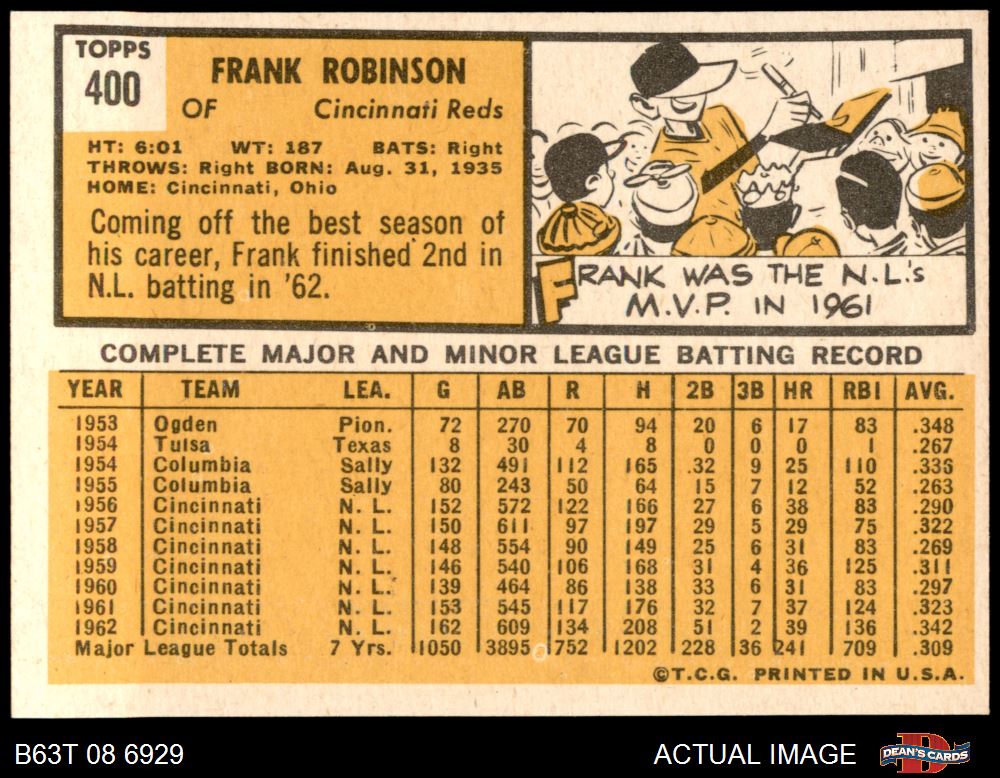 TOPPS
400
FRANK ROBINSON
OF Cincinnati Reds
HT: 6:01 WT: 187 BATS: Right
THROWS: Right BORN: Aug. 31, 1935
HOME: Cincinnati, Ohio
Coming off the best season of
his career, Frank finished 2nd in
N.L. batting in '62.
FRANK WAS THE N.L.'s
M.V.P. IN 1961
COMPLETE MAJOR AND MINOR LEAGUE BATTING RECORD
YEAR TEAM LEA. G AB R H 2B 3B HR RBI AVG.
1953 Ogden Pion. 72 270 70 94 20 6 17 83 .348
1954 Tulsa Texas 8 30 4 8 0 0 0 1 .267
1954 Columbia Sally 132 491 112 165 32 9 25 110 .336
1955 Columbia Sally 80 243 50 64 15 7 12 52 .263
1956 Cincinnati N. L. 152 572 122 166 27 6 38 83 .290
1957 Cincinnati N. L. 150 611 97 197 29 5 29 75 .322
1958 Cincinnati N. L. 148 554 90 149 25 6 31 83 .269
1959 Cincinnati N. L. 146 540 106 168 31 4 36 125 .311
1960 Cincinnati N. L. 139 464 86 138 33 6 31 83 .297
1961 Cincinnati N. L. 153 545 117 176 32 7 37 124 .323
1962 Cincinnati N. L. 162 609 134 208 51 2 39 136 .342
Major League Totals 7 Yrs. 1050 3895 752 1202 228 36 241 709 .309
©T.C.G. PRINTED IN U.S.A.
B63T 08 6929 ACTUAL IMAGE DEAN'S CARDS